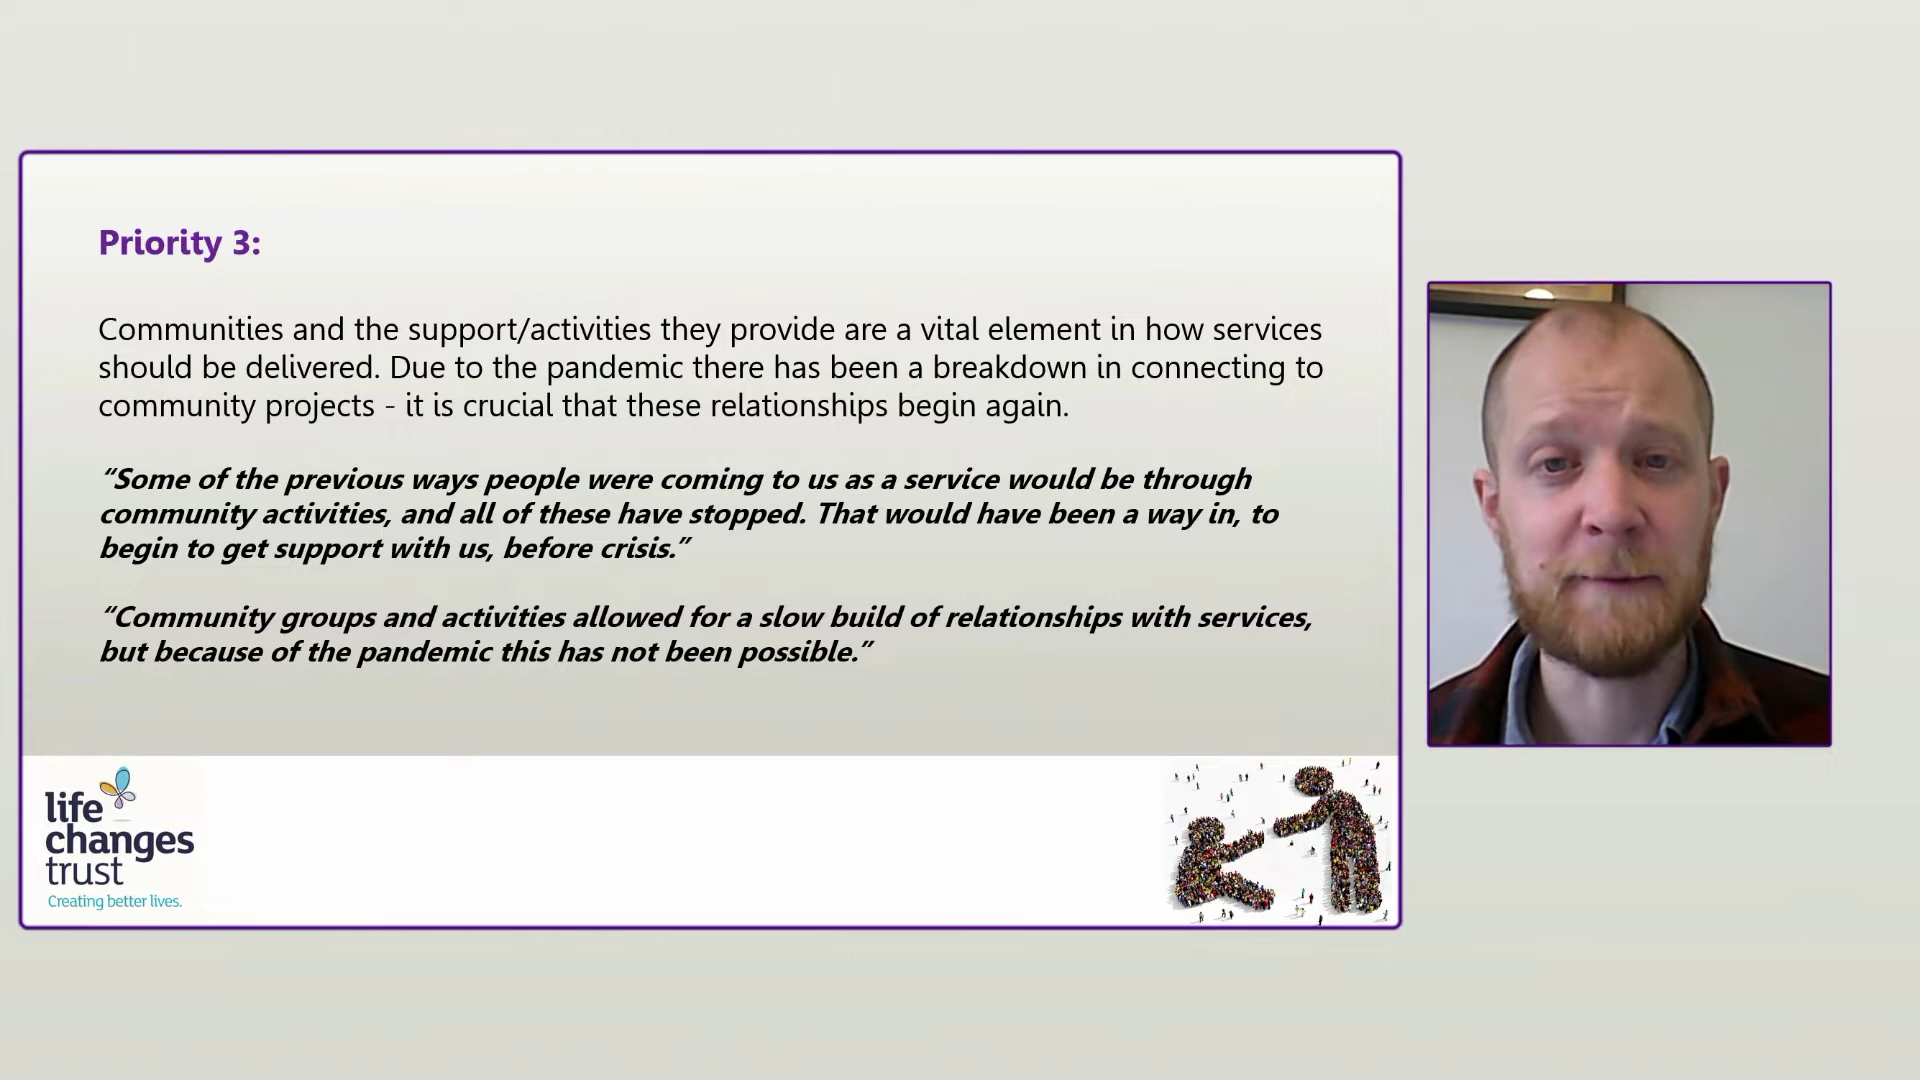 Priority 3:
Communities and the support/activities they provide are a vital element in how services
should be delivered. Due to the pandemic there has been a breakdown in connecting to
community projects - it is crucial that these relationships begin again.
“Some of the previous ways people were coming to us as a service would be through
community activities, and all of these have stopped. That would have been a way in, to
begin to get support with us, before crisis.”
“Community groups and activities allowed for a slow build of relationships with services,
but because of the pandemic this has not been possible.”
life
changes
trust
Creating better lives.